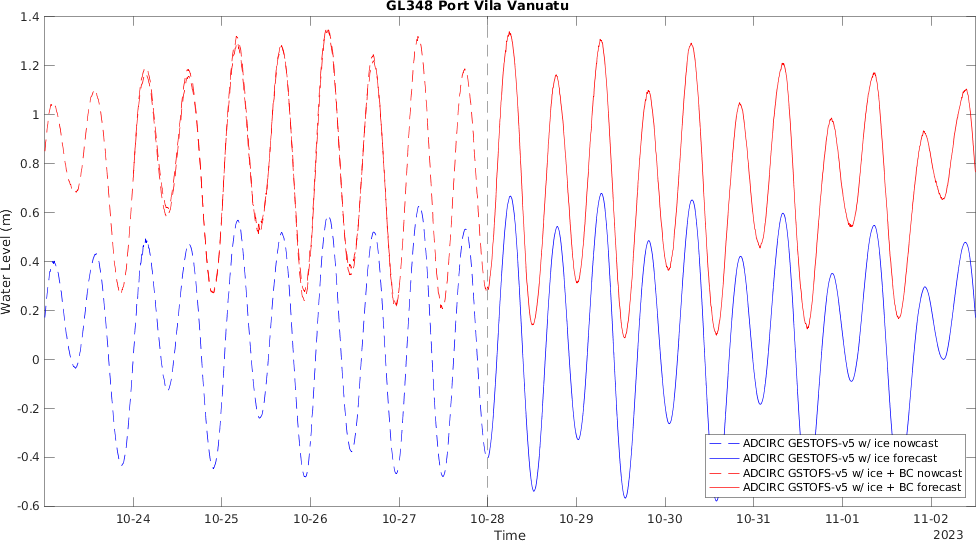 GL348 Port Vila Vanuatu
1.4
1.2
1
0.8
0.6
0.4
0.2
0
-0.2
-0.4
-0.6
Water Level (m)
10-24 10-25 10-26 10-27 10-28 10-29 10-30 10-31 11-01 11-02
Time
2023
ADCIRC GESTOFS-v5 w/ ice nowcast
ADCIRC GESTOFS-v5 w/ ice forecast
ADCIRC GSTOFS-v5 w/ ice + BC nowcast
ADCIRC GSTOFS-v5 w/ ice + BC forecast